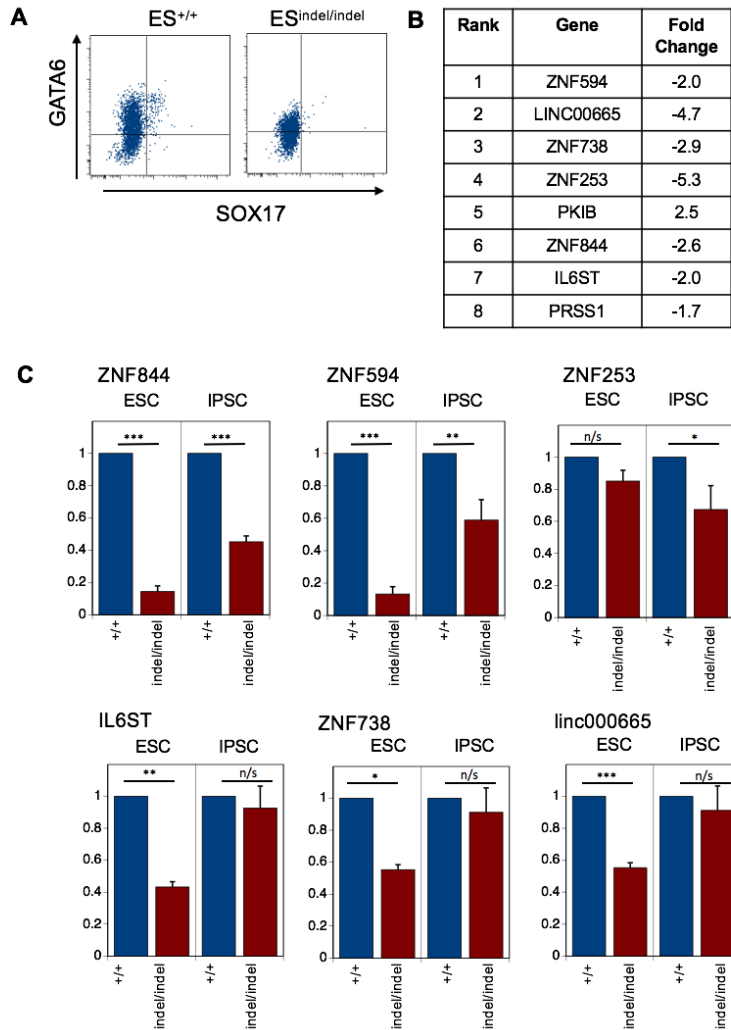 A
ES+/+
ESindel/indel
GATA6
SOX17
B
Rank Gene Fold Change
1 ZNF594 -2.0
2 LINC00665 -4.7
3 ZNF738 -2.9
4 ZNF253 -5.3
5 PKIB 2.5
6 ZNF844 -2.6
7 IL6ST -2.0
8 PRSS1 -1.7
C
ZNF844
ESC IPSC
*** ***
1
0.8
0.6
0.4
0.2
0
+/+ indel/indel +/+ indel/indel
ZNF594
ESC IPSC
*** **
1
0.8
0.6
0.4
0.2
0
+/+ indel/indel +/+ indel/indel
ZNF253
ESC IPSC
n/s *
1
0.8
0.6
0.4
0.2
0
+/+ indel/indel +/+ indel/indel
IL6ST
ESC IPSC
** n/s
1
0.8
0.6
0.4
0.2
0
+/+ indel/indel +/+ indel/indel
ZNF738
ESC IPSC
* n/s
1
0.8
0.6
0.4
0.2
0
+/+ indel/indel +/+ indel/indel
linc000665
ESC IPSC
*** n/s
1
0.8
0.6
0.4
0.2
0
+/+ indel/indel +/+ indel/indel